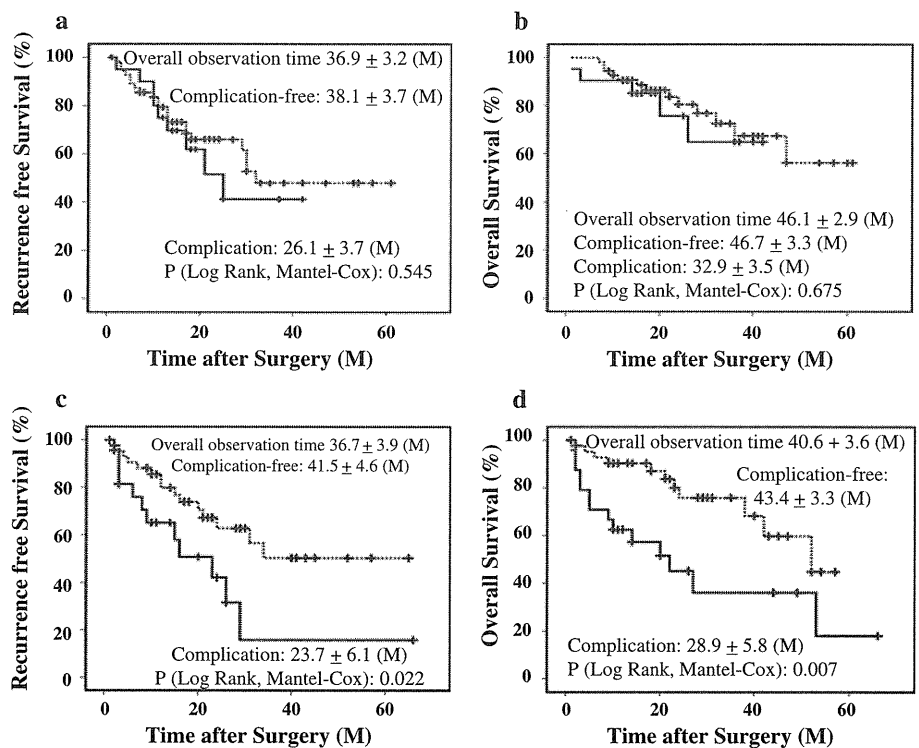 a
Recurrence free Survival (%)
100
80
60
40
20
0
Overall observation time 36.9 ± 3.2 (M)
Complication-free: 38.1 ± 3.7 (M)
Complication: 26.1 ± 3.7 (M)
P (Log Rank, Mantel-Cox): 0.545
0 20 40 60
Time after Surgery (M)
b
Overall Survival (%)
100
80
60
40
20
0
Overall observation time 46.1 ± 2.9 (M)
Complication-free: 46.7 ± 3.3 (M)
Complication: 32.9 ± 3.5 (M)
P (Log Rank, Mantel-Cox): 0.675
0 20 40 60
Time after Surgery (M)
c
Recurrence free Survival (%)
100
80
60
40
20
0
Overall observation time 36.7 ± 3.9 (M)
Complication-free: 41.5 ± 4.6 (M)
Complication: 23.7 ± 6.1 (M)
P (Log Rank, Mantel-Cox): 0.022
0 20 40 60
Time after Surgery (M)
d
Overall Survival (%)
100
80
60
40
20
0
Overall observation time 40.6 ± 3.6 (M)
Complication-free:
43.4 ± 3.3 (M)
Complication: 28.9 ± 5.8 (M)
P (Log Rank, Mantel-Cox): 0.007
0 20 40 60
Time after Surgery (M)